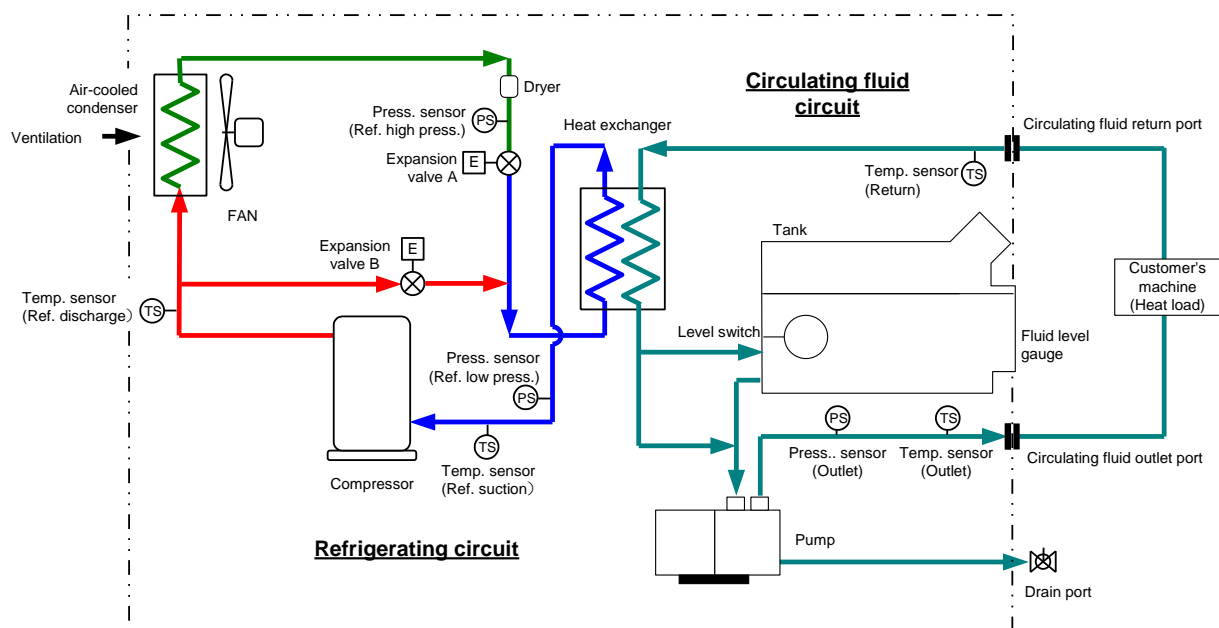 Air-cooled
condenser
Ventilation
FAN
Dryer
Press. sensor
(Ref. high press.)
PS
Expansion
valve A
E
Circulating fluid
circuit
Heat exchanger
Circulating fluid return port
Temp. sensor
(Return)
TS
Expansion
valve B
E
Tank
Customer's
machine
(Heat load)
Temp. sensor
(Ref. discharge)
TS
Level switch
Fluid level
gauge
Press. sensor
(Ref. low press.)
PS
TS
Temp. sensor
(Ref. suction)
Compressor
PS
Press.. sensor
(Outlet)
TS
Temp. sensor
(Outlet)
Circulating fluid outlet port
Refrigerating circuit
Pump
Drain port